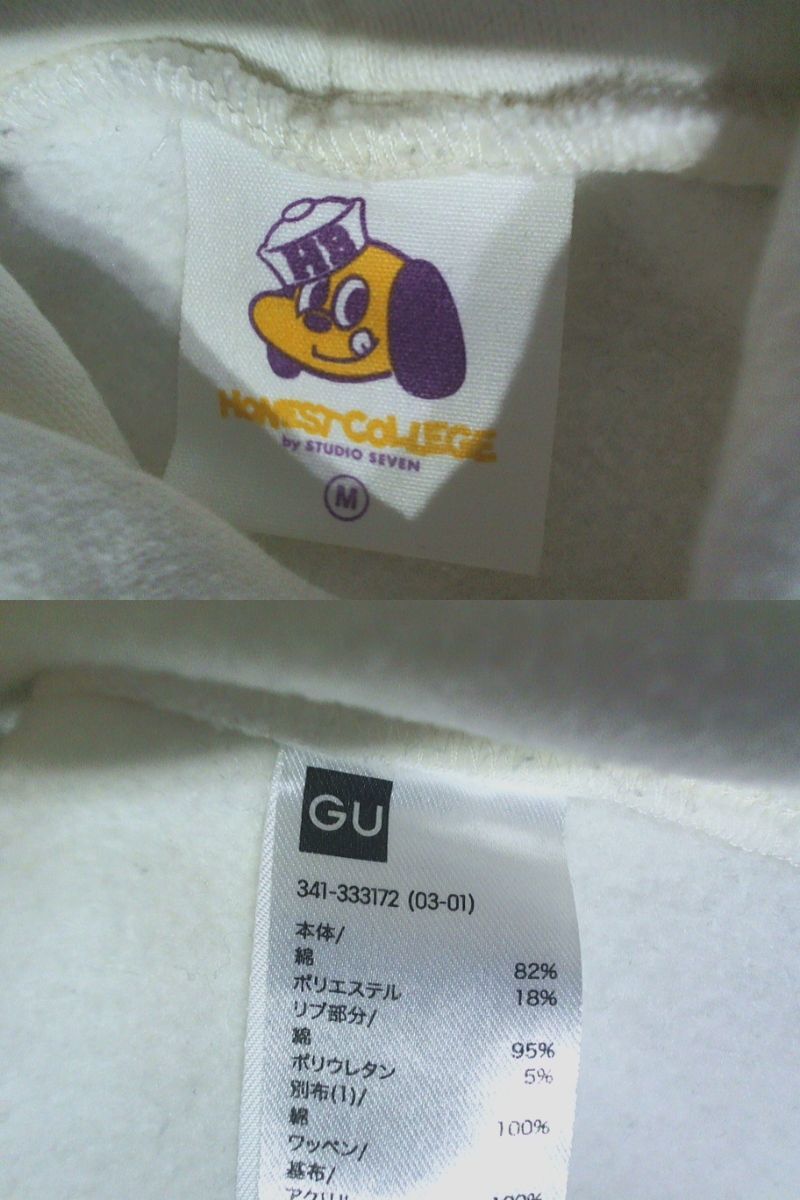 HB
HONEST COLLEGE
by STUDIO SEVEN
M
GU
341-333172 (03-01)
本体/
綿 82%
ポリエステル 18%
リブ部分/
綿 95%
ポリウレタン 5%
別布(1)/
綿 100%
ワッペン/
基布/
アクリル 100%